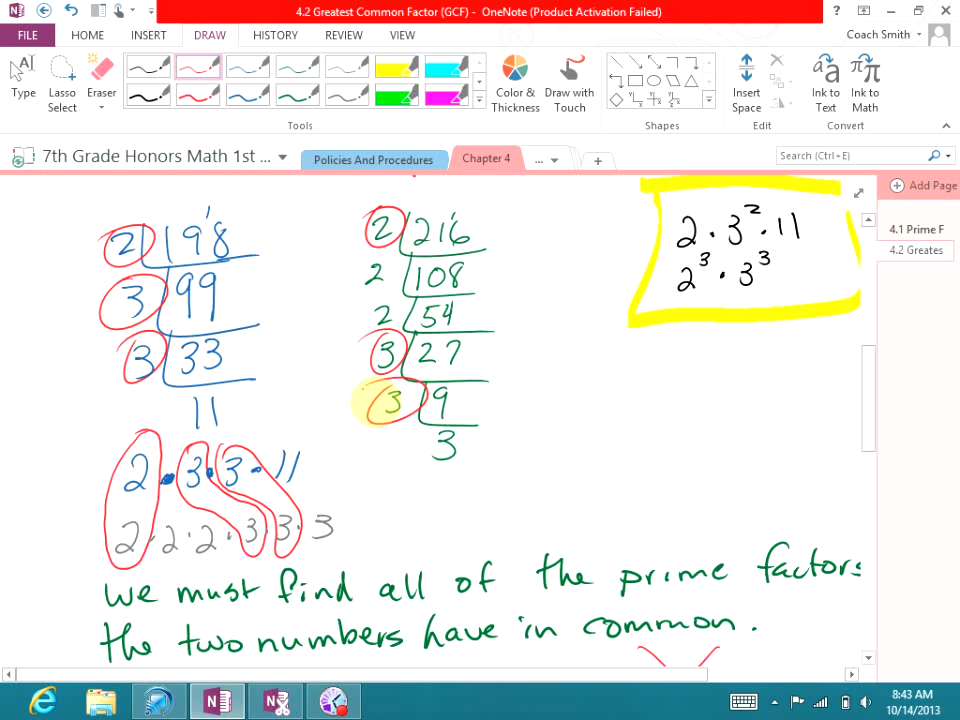 4.2 Greatest Common Factor (GCF) - OneNote (Product Activation Failed)
FILE HOME INSERT DRAW HISTORY REVIEW VIEW Coach Smith
Type Lasso Select Eraser Color & Thickness Draw with Touch Insert Space Ink to Text Ink to Math
Tools Shapes Edit Convert
7th Grade Honors Math 1st ... Policies And Procedures Chapter 4 ... + Search (Ctrl+E)
Add Page
4.1 Prime F
4.2 Greates
2 198
3 99
3 33
11
2 216
2 108
2 54
3 27
3 9
3
2 · 3² · 11
2³ · 3³
2 · 3 · 3 · 11
2 · 2 · 2 · 3 · 3 · 3
we must find all of the prime factors
the two numbers have in common.
8:43 AM
10/14/2013